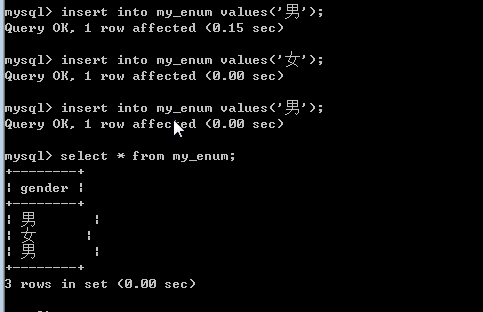 mysql> insert into my_enum values('男');
Query OK, 1 row affected (0.15 sec)
mysql> insert into my_enum values('女');
Query OK, 1 row affected (0.00 sec)
mysql> insert into my_enum values('男');
Query OK, 1 row affected (0.00 sec)
mysql> select * from my_enum;
+--------+
| gender |
+--------+
| 男      |
| 女     |
| 男      |
+--------+
3 rows in set (0.00 sec)